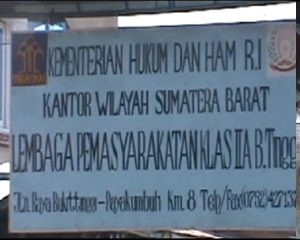 KEMENTERIAN HUKUM DAN HAM R.I
KANTOR WILAYAH SUMATERA BARAT
LEMBAGA PEMASYARAKATAN KLAS IIA B.Tingg
Jln. Raya Bukittinggi - Payakumbuh Km. 8 Telp/Fax(0752)427137